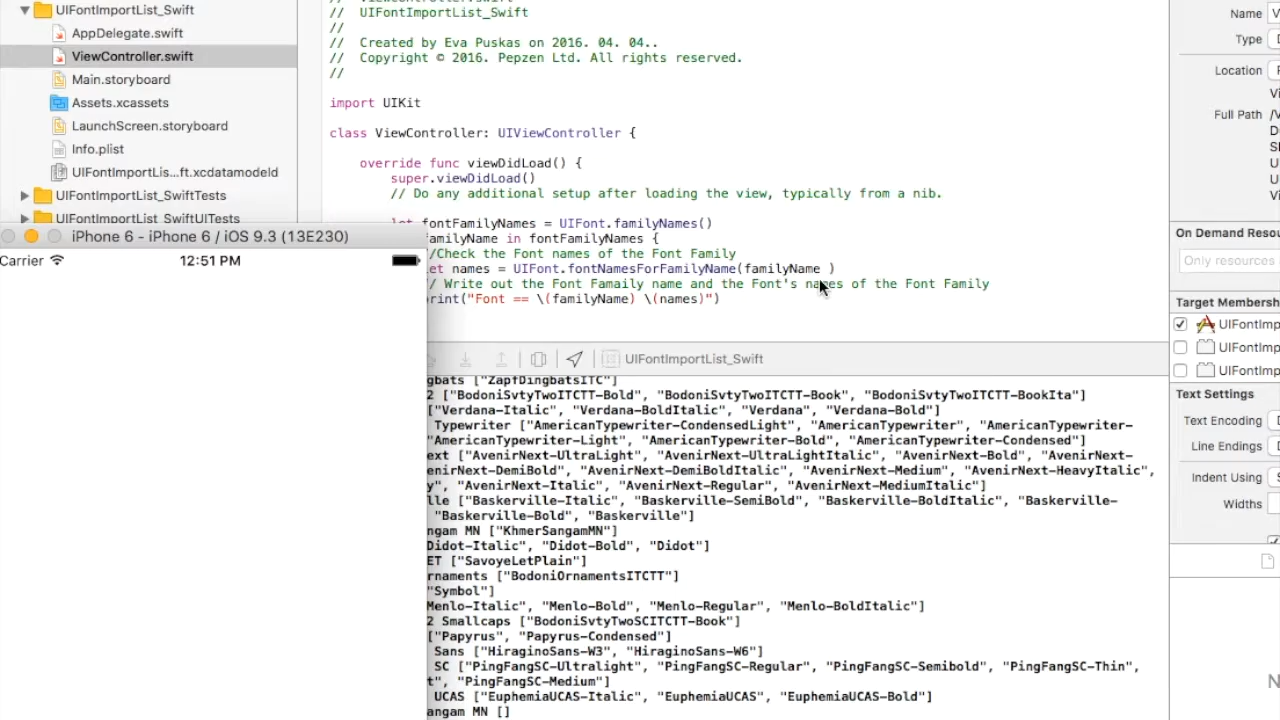 UIFontImportList_Swift
AppDelegate.swift
ViewController.swift
Main.storyboard
Assets.xcassets
LaunchScreen.storyboard
Info.plist
UIFontImportLis...ft.xcdatamodeld
UIFontImportList_SwiftTests
UIFontImportList_SwiftUITests
// UIFontImportList_Swift
//
// Created by Eva Puskas on 2016. 04. 04..
// Copyright © 2016. Pepzen Ltd. All rights reserved.
//
import UIKit
class ViewController: UIViewController {
override func viewDidLoad() {
super.viewDidLoad()
// Do any additional setup after loading the view, typically from a nib.
let fontFamilyNames = UIFont.familyNames()
familyName in fontFamilyNames {
//Check the Font names of the Font Family
et names = UIFont.fontNamesForFamilyName(familyName )
// Write out the Font Famaily name and the Font's names of the Font Family
print("Font == \(familyName) \(names)")
iPhone 6 - iPhone 6 / iOS 9.3 (13E230)
Carrier
12:51 PM
UIFontImportList_Swift
gbats ["ZapfDingbatsITC"]
2 ["BodoniSvtyTwoITCTT-Bold", "BodoniSvtyTwoITCTT-Book", "BodoniSvtyTwoITCTT-BookIta"]
["Verdana-Italic", "Verdana-BoldItalic", "Verdana", "Verdana-Bold"]
Typewriter ["AmericanTypewriter-CondensedLight", "AmericanTypewriter", "AmericanTypewriter-
"AmericanTypewriter-Light", "AmericanTypewriter-Bold", "AmericanTypewriter-Condensed"]
ext ["AvenirNext-UltraLight", "AvenirNext-UltraLightItalic", "AvenirNext-Bold", "AvenirNext-
enirNext-DemiBold", "AvenirNext-DemiBoldItalic", "AvenirNext-Medium", "AvenirNext-HeavyItalic",
y", "AvenirNext-Italic", "AvenirNext-Regular", "AvenirNext-MediumItalic"]
lle ["Baskerville-Italic", "Baskerville-SemiBold", "Baskerville-BoldItalic", "Baskerville-
"Baskerville-Bold", "Baskerville"]
ngam MN ["KhmerSangamMN"]
Didot-Italic", "Didot-Bold", "Didot"]
ET ["SavoyeLetPlain"]
rnaments ["BodoniOrnamentsITCTT"]
"Symbol"]
Menlo-Italic", "Menlo-Bold", "Menlo-Regular", "Menlo-BoldItalic"]
2 Smallcaps ["BodoniSvtyTwoSCITCTT-Book"]
["Papyrus", "Papyrus-Condensed"]
Sans ["HiraginoSans-W3", "HiraginoSans-W6"]
SC ["PingFangSC-Ultralight", "PingFangSC-Regular", "PingFangSC-Semibold", "PingFangSC-Thin",
t", "PingFangSC-Medium"]
UCAS ["EuphemiaUCAS-Italic", "EuphemiaUCAS", "EuphemiaUCAS-Bold"]
angam MN []
Name
Type
Location
Full Path
On Demand Resou
Only resources
Target Membersh
UIFontImp
UIFontImp
UIFontImp
Text Settings
Text Encoding
Line Endings
Indent Using
Widths